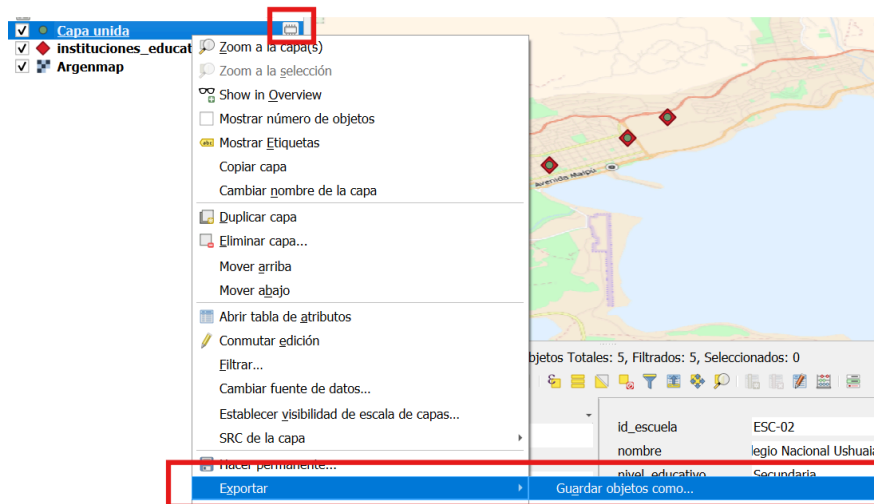 Capa unida
instituciones_educat
Argenmap
Zoom a la capa(s)
Zoom a la selección
Show in Overview
Mostrar número de objetos
abc Mostrar Etiquetas
Copiar capa
Cambiar nombre de la capa
Duplicar capa
Eliminar capa...
Mover arriba
Mover abajo
Abrir tabla de atributos
Conmutar edición
Filtrar...
Cambiar fuente de datos...
Establecer visibilidad de escala de capas...
SRC de la capa
Hacer permanente...
Exportar
Guardar objetos como...
Avenida Maipú
bjetos Totales: 5, Filtrados: 5, Seleccionados: 0
id_escuela ESC-02
nombre legio Nacional Ushuaia
nivel_educativo Secundaria